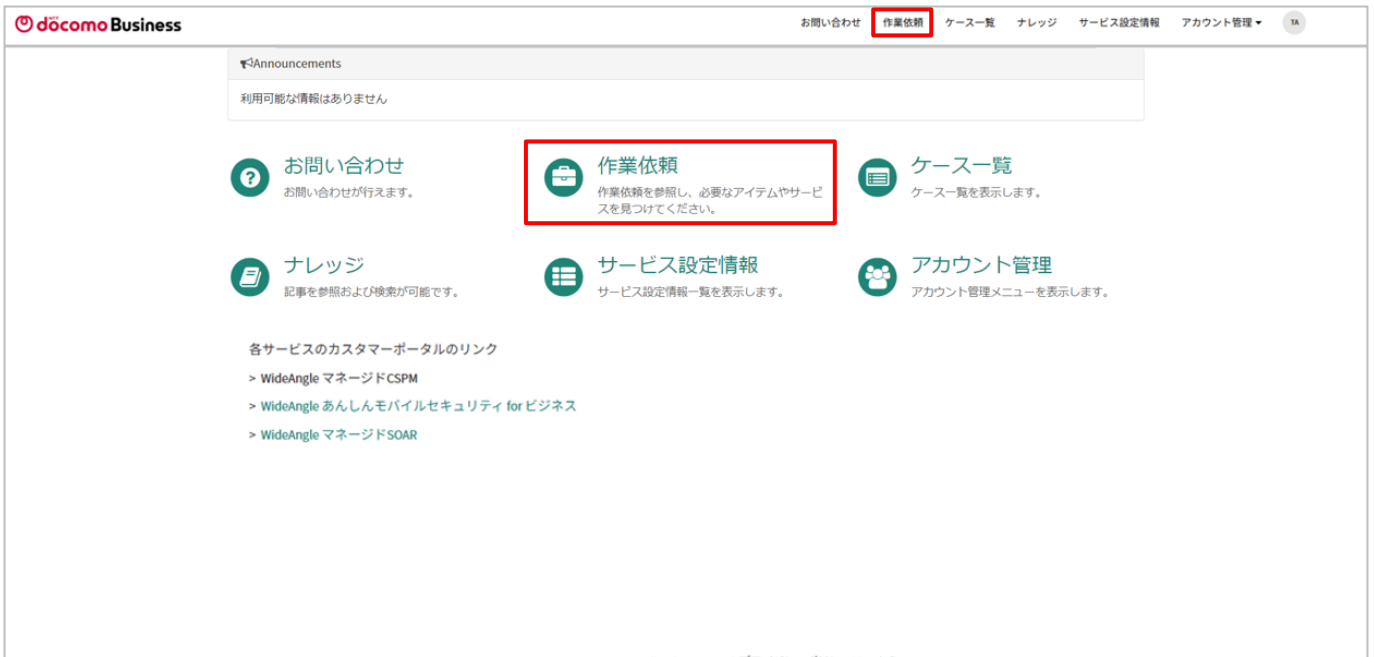 NTT
döcomo Business
お問い合わせ 作業依頼 ケース一覧 ナレッジ サービス設定情報 アカウント管理 TA
Announcements
利用可能な情報はありません
お問い合わせ
お問い合わせが行えます。
作業依頼
作業依頼を参照し、必要なアイテムやサービ
スを見つけてください。
ケース一覧
ケース一覧を表示します。
ナレッジ
記事を参照および検索が可能です。
サービス設定情報
サービス設定情報一覧を表示します。
アカウント管理
アカウント管理メニューを表示します。
各サービスのカスタマーポータルのリンク
> WideAngle マネージドCSPM
> WideAngle あんしんモバイルセキュリティ for ビジネス
> WideAngle マネージドSOAR